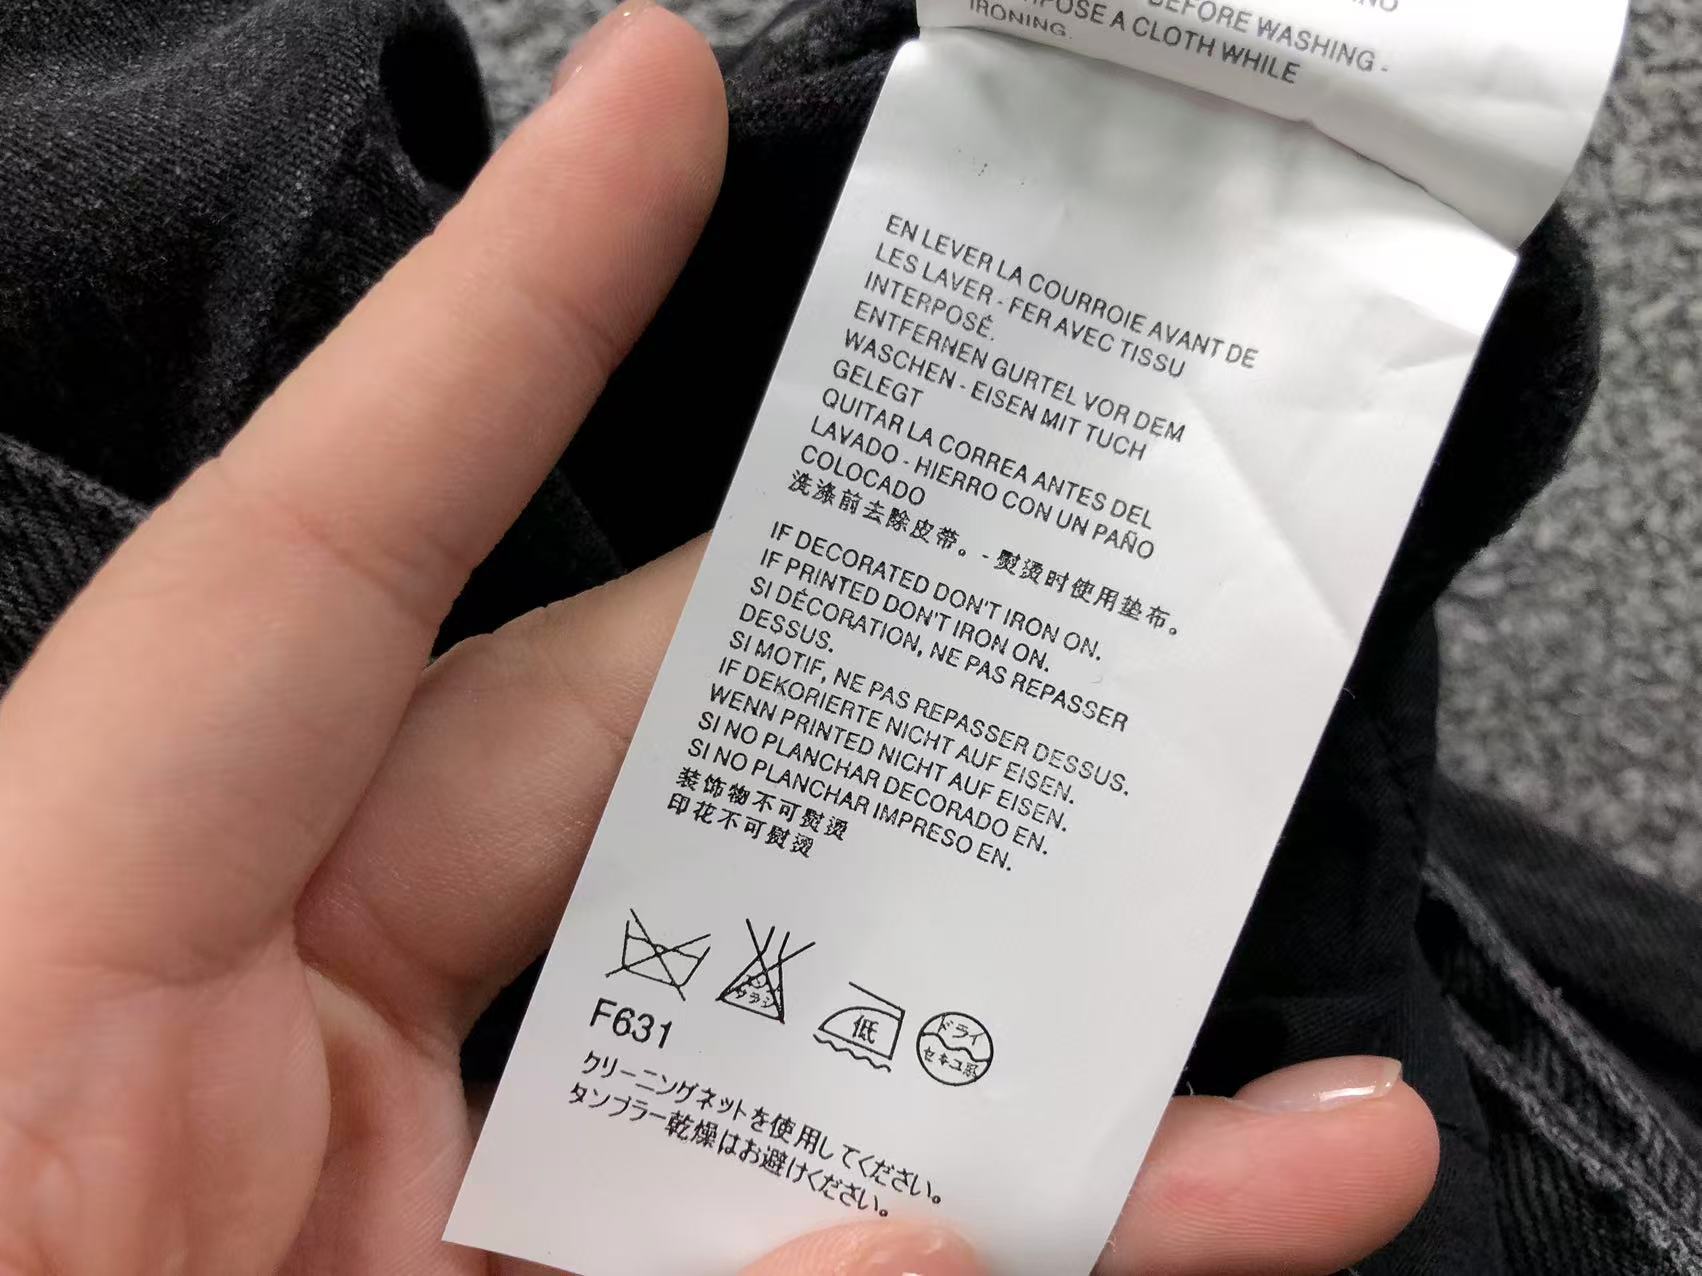 BEFORE WASHING -
POSE A CLOTH WHILE
IRONING.
EN LEVER LA COURROIE AVANT DE
LES LAVER - FER AVEC TISSU
INTERPOSÉ.
ENTFERNEN GURTEL VOR DEM
WASCHEN - EISEN MIT TUCH
GELEGT
QUITAR LA CORREA ANTES DEL
LAVADO - HIERRO CON UN PAÑO
COLOCADO
洗涤前去除皮带。- 熨烫时使用垫布。
IF DECORATED DON'T IRON ON.
IF PRINTED DON'T IRON ON.
SI DÉCORATION, NE PAS REPASSER
DESSUS.
SI MOTIF, NE PAS REPASSER DESSUS.
IF DEKORIERTE NICHT AUF EISEN.
WENN PRINTED NICHT AUF EISEN.
SI NO PLANCHAR DECORADO EN.
SI NO PLANCHAR IMPRESO EN.
装饰物不可熨烫
印花不可熨烫
エンソ
サラシ
低
ドライ
セキユ系
F631
クリーニングネットを使用してください。
タンブラー乾燥はお避けください。